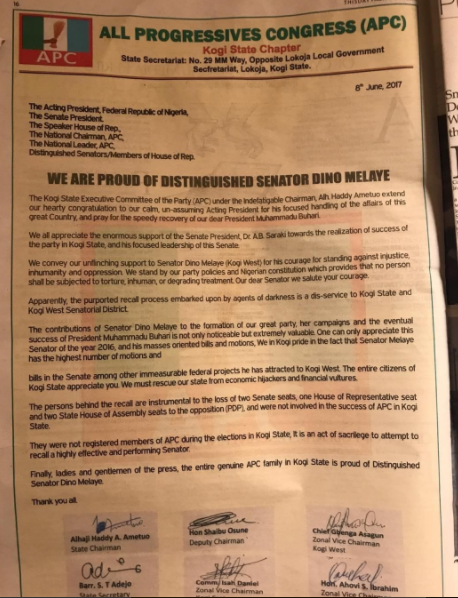 16
APC
ALL PROGRESSIVES CONGRESS (APC)
Kogi State Chapter
State Secretariat: No. 29 MM Way, Opposite Lokoja Local Government
Secfretariat, Lokoja, Kogi State.
8th June, 2017
The Acting President, Federal Republic of Nigeria,
The Senate President.
The Speaker House of Rep.,
The National Chairman, APC,
The National Leader, APC,
Distinguished Senators/Members of House of Rep.
WE ARE PROUD OF DISTINGUISHED SENATOR DINO MELAYE
The Kogi State Executive Committee of the Party (APC) under the Indefatigable Chairman, Alh. Haddy Ametuo extend
our hearty congratulation to our calm, un-assuming Acting President for his focused handling of the affairs of this
great Country, and pray for the speedy recovery of our dear President Muhammadu Buhari.
We all appreciate the enormous support of the Senate President, Dr. A.B. Saraki towards the realization of success of
the party in Kogi State, and his focused leadership of this Senate.
We convey our unflinching support to Senator Dino Melaye (Kogi West) for his courage for standing against injustice,
inhumanity and oppression. We stand by our party policies and Nigerian constitution which provides that no person
shall be subjected to torture, inhuman, or degrading treatment. Our dear Senator we salute your courage.
Apparently, the purported recall process embarked upon by agents of darkness is a dis-service to Kogi State and
Kogi West Senatorial District.
The contributions of Senator Dino Melaye to the formation of our great party, her campaigns and the eventual
success of President Muhammadu Buhari is not only noticeable but extremely valuable. One can only appreciate this
Senator of the year 2016, and his masses oriented bills and motions, We in Kogi pride in the fact that Senator Melaye
has the highest number of motions and
bills in the Senate among other immeasurable federal projects he has attracted to Kogi West. The entire citizens of
Kogi State appreciate you. We must rescue our state from economic hijackers and financial vultures.
The persons behind the recall are instrumental to the loss of two Senate seats, one House of Representative seat
and two State House of Assembly seats to the opposition (PDP), and were not involved in the success of APC in Kogi
State.
They were not registered members of APC during the elections in Kogi State, It is an act of sacrilege to attempt to
recall a highly effective and performing Senator.
Finally, ladies and gentlemen of the press, the entire genuine APC family in Kogi State is proud of Distinguished
Senator Dino Melaye.
Thank you all.
Alhaji Haddy A. Ametuo
State Chairman
Hon Shaibu Osune
Deputy Chairman
Chief Gbenga Asagun
Zonal Vice Chairman
Kogi West
Barr. S. T Adejo
State Secretary
Comm. Isah Daniel
Zonal Vice Chairman
Hon. Ahovi S. Ibrahim
Zonal Vice Chairman